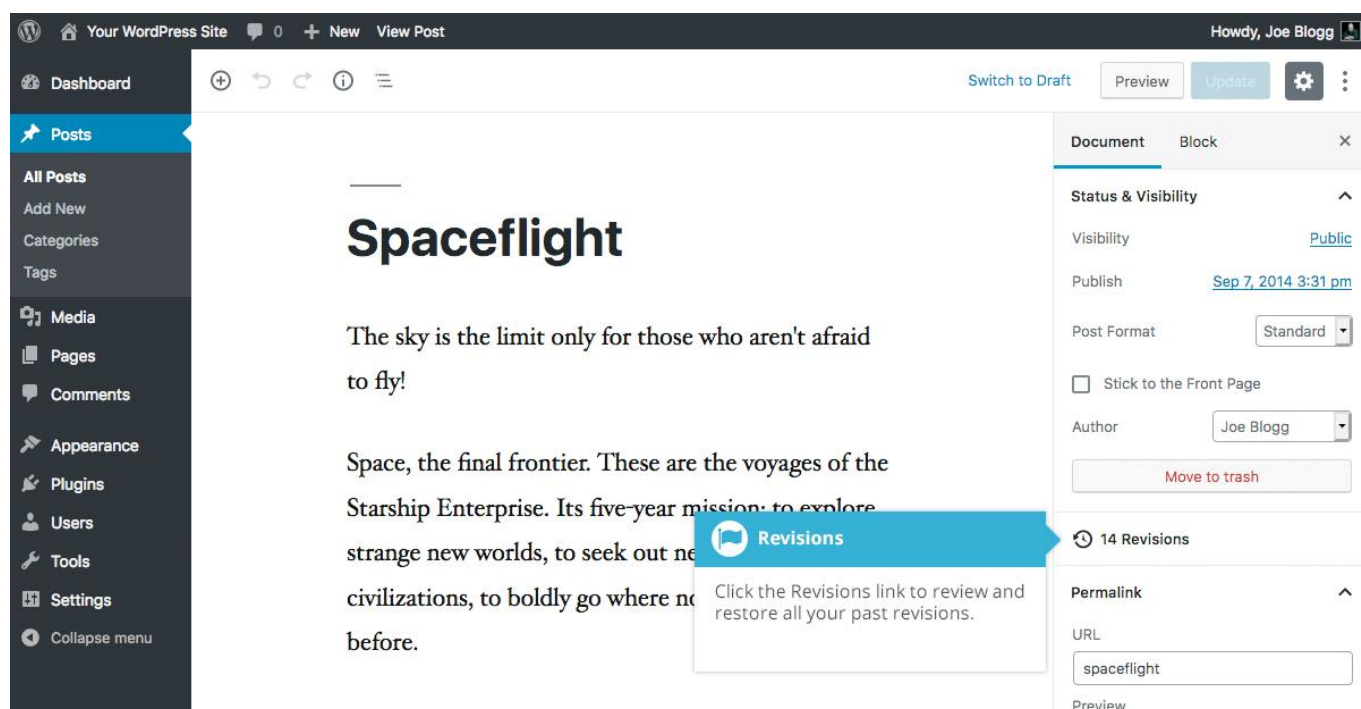 Your WordPress Site 0 New View Post Howdy, Joe Blogg
Dashboard
Posts
All Posts
Add New
Categories
Tags
Media
Pages
Comments
Appearance
Plugins
Users
Tools
Settings
Collapse menu
Switch to Draft Preview Update
Spaceflight
The sky is the limit only for those who aren't afraid
to fly!
Space, the final frontier. These are the voyages of the
Starship Enterprise. Its five-year mission: to explore
strange new worlds, to seek out
civilizations, to boldly go where
before.
Revisions
Click the Revisions link to review and
restore all your past revisions.
Document Block
Status & Visibility
Visibility Public
Publish Sep 7, 2014 3:31 pm
Post Format Standard
Stick to the Front Page
Author Joe Blogg
Move to trash
14 Revisions
Permalink
URL
spaceflight
Preview